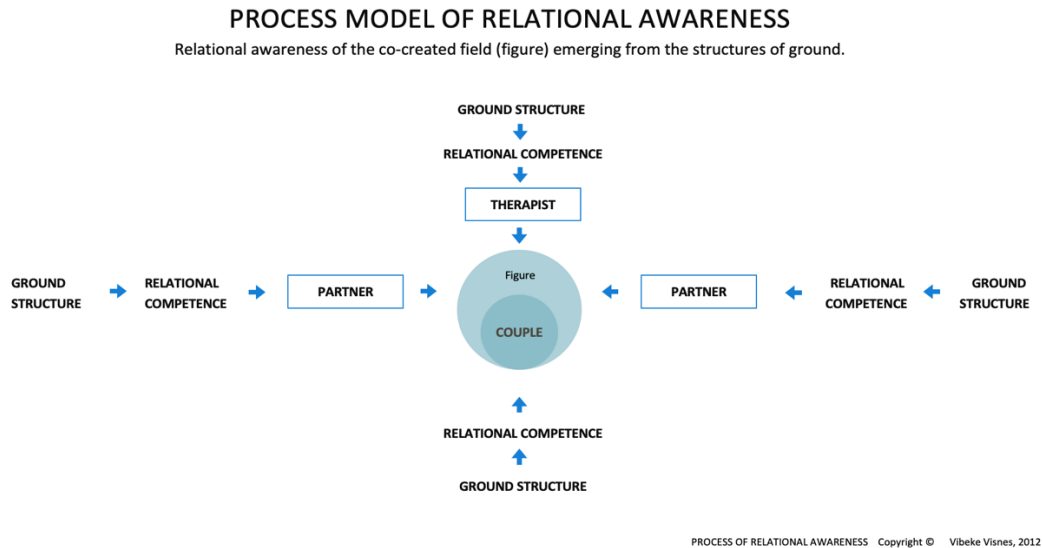 PROCESS MODEL OF RELATIONAL AWARENESS
Relational awareness of the co-created field (figure) emerging from the structures of ground.
GROUND STRUCTURE
RELATIONAL COMPETENCE
THERAPIST
GROUND
STRUCTURE
RELATIONAL
COMPETENCE
PARTNER
Figure
COUPLE
PARTNER
RELATIONAL
COMPETENCE
GROUND
STRUCTURE
RELATIONAL COMPETENCE
GROUND STRUCTURE
PROCESS OF RELATIONAL AWARENESS Copyright © Vibeke Visnes, 2012